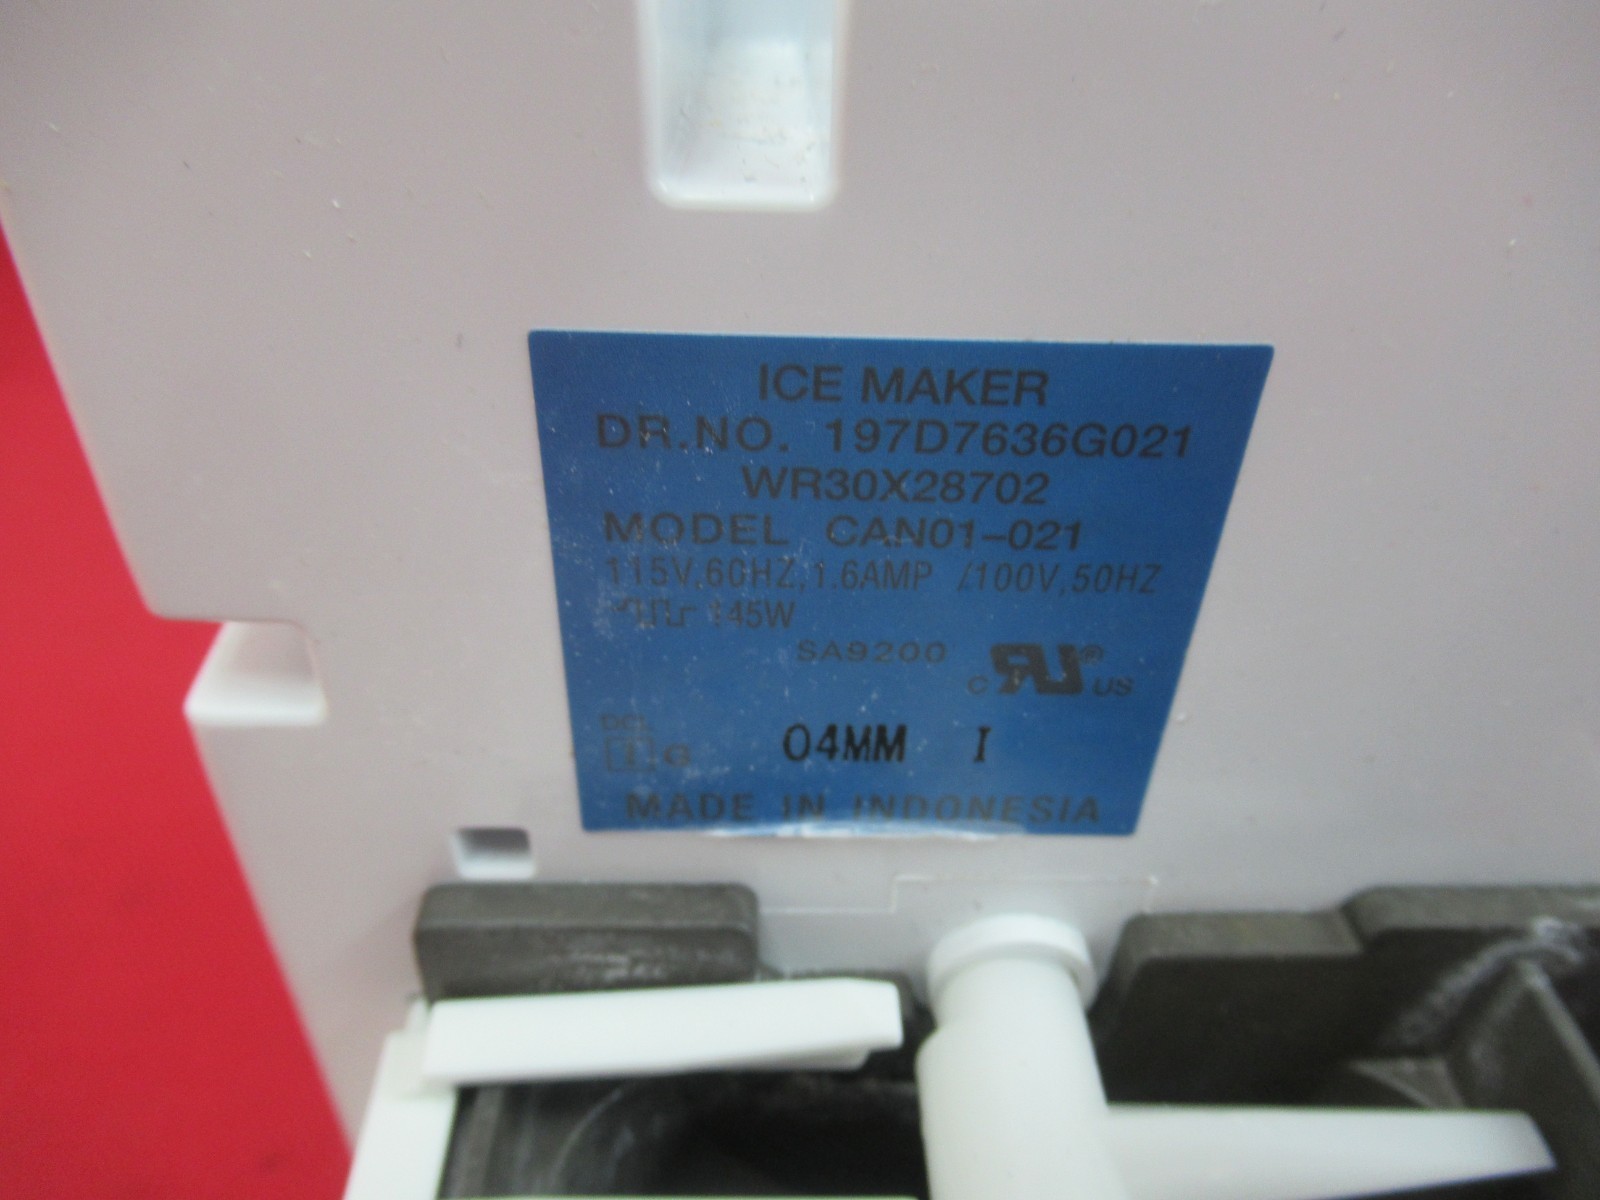 ICE MAKER
DR.NO. 197D7636G021
WR30X28702
MODEL CAN01-021
115V,60HZ,1.6AMP /100V,50HZ
145W
SA9200 c RU ® US
G 04MM I
MADE IN INDONESIA